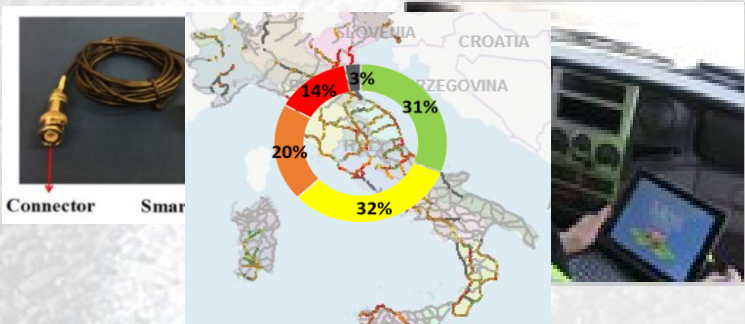 SLOVENIA
CROATIA
RZEGOVINA
3%
14%
31%
20%
32%
Connector
Smar